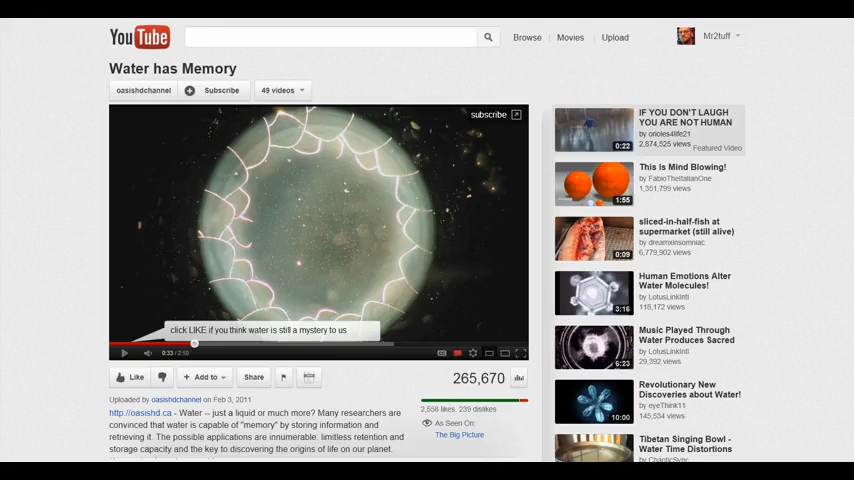 YouTube
Browse
Movies
Upload
Mr2tuff
Water has Memory
oasishdchannel
Subscribe
49 videos
subscribe
click LIKE if you think water is still a mystery to us
0:33 / 2:50
Like
Add to
Share
265,670
Uploaded by oasishdchannel on Feb 3, 2011
http://oasishd.ca - Water -- just a liquid or much more? Many researchers are
convinced that water is capable of "memory" by storing information and
retrieving it. The possible applications are innumerable: limitless retention and
storage capacity and the key to discovering the origins of life on our planet.
2,558 likes, 239 dislikes
As Seen On:
The Big Picture
0:22
IF YOU DON'T LAUGH
YOU ARE NOT HUMAN
by orioles4life21
2,874,525 views
Featured Video
1:55
This is Mind Blowing!
by FabioTheItalianOne
1,351,799 views
0:09
sliced-in-half-fish at
supermarket (still alive)
by dreamxinsomniac
6,779,902 views
3:16
Human Emotions Alter
Water Molecules!
by LotusLinkIntl
118,172 views
6:23
Music Played Through
Water Produces Sacred
by LotusLinkIntl
29,392 views
10:00
Revolutionary New
Discoveries about Water!
by eyeThink11
145,534 views
Tibetan Singing Bowl -
Water Time Distortions
by ChaoticSync